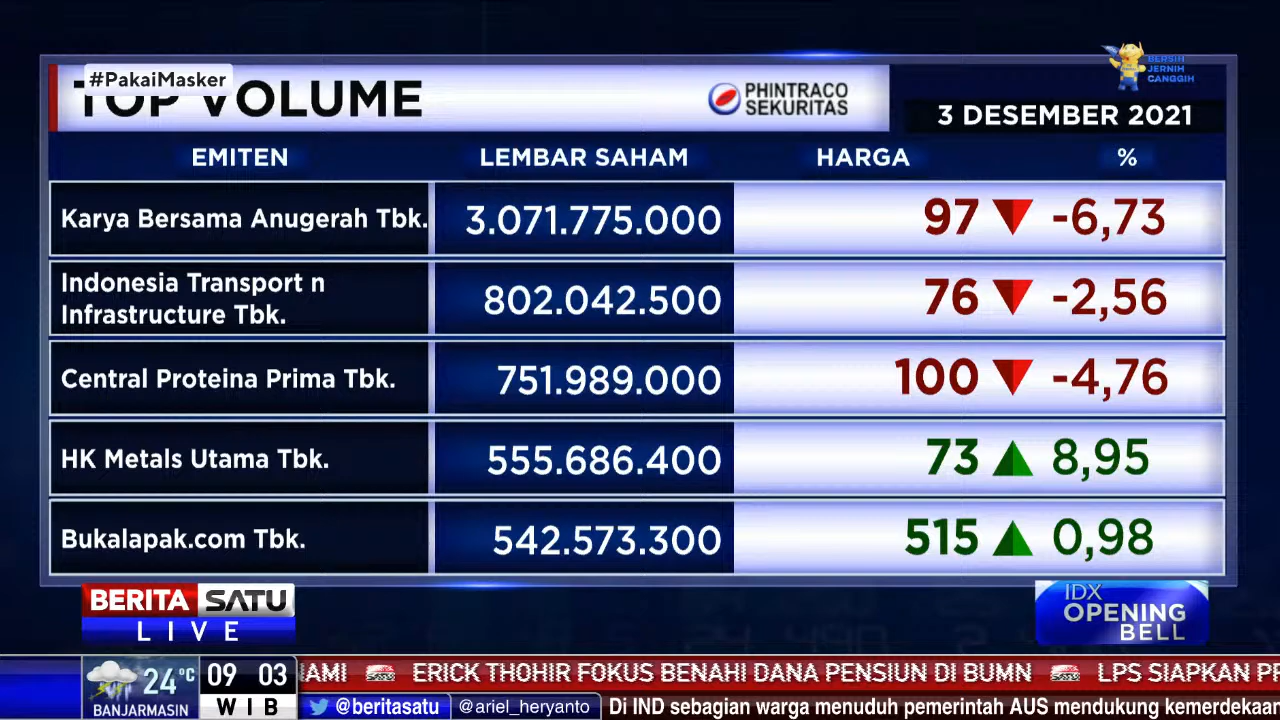 #PakaiMasker
TOP VOLUME
PHINTRACO
SEKURITAS
BERSIH
JERNIH
CANGGIH
3 DESEMBER 2021
EMITEN LEMBAR SAHAM HARGA %
Karya Bersama Anugerah Tbk. 3.071.775.000 97 ▼ -6,73
Indonesia Transport n
Infrastructure Tbk. 802.042.500 76 ▼ -2,56
Central Proteina Prima Tbk. 751.989.000 100 ▼ -4,76
HK Metals Utama Tbk. 555.686.400 73 ▲ 8,95
Bukalapak.com Tbk. 542.573.300 515 ▲ 0,98
BERITA SATU
LIVE
IDX
OPENING
BELL
24°C
BANJARMASIN
09 03
WIB
AMI ERICK THOHIR FOKUS BENAHI DANA PENSIUN DI BUMN LPS SIAPKAN PR
@beritasatu @ariel_heryanto Di IND sebagian warga menuduh pemerintah AUS mendukung kemerdekaan